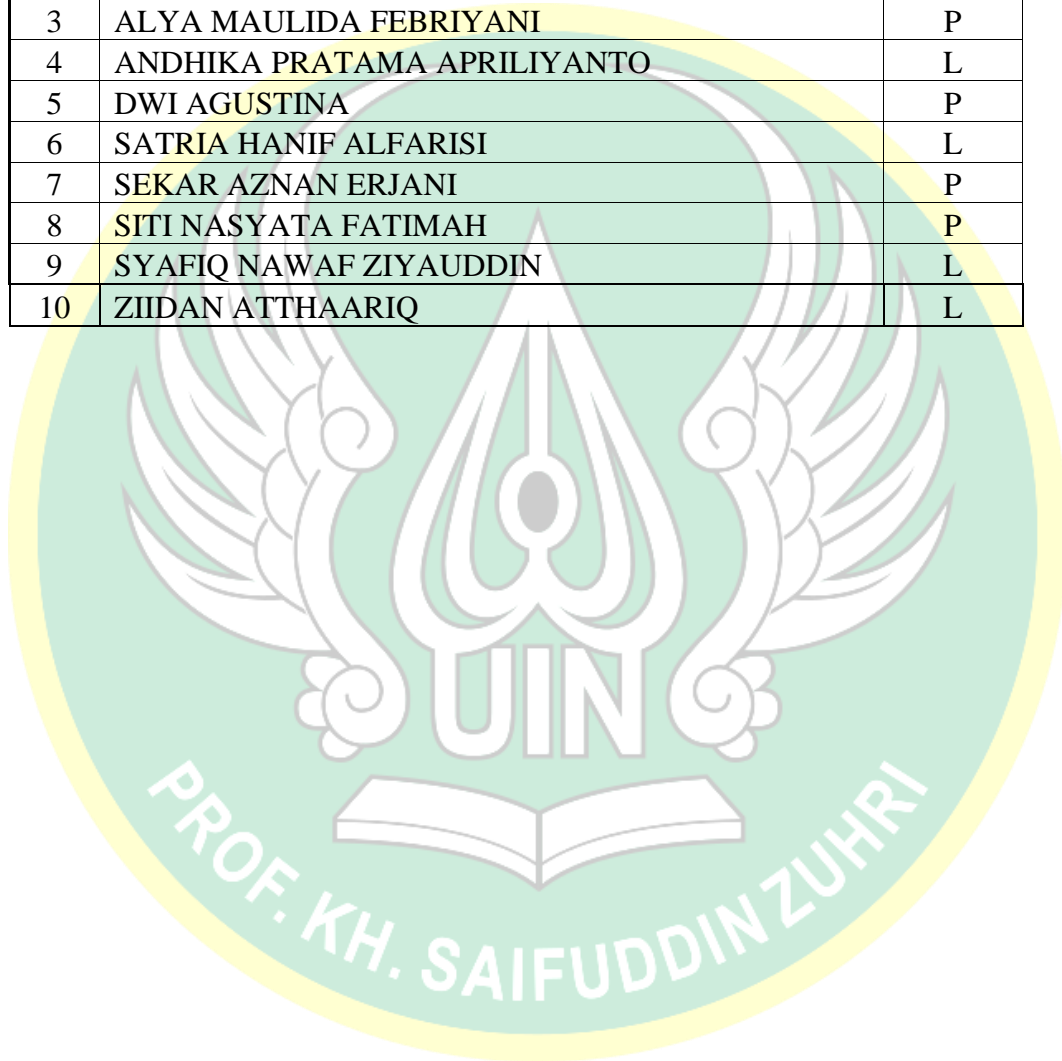 3 ALYA MAULIDA FEBRIYANI P
4 ANDHIKA PRATAMA APRILIYANTO L
5 DWI AGUSTINA P
6 SATRIA HANIF ALFARISI L
7 SEKAR AZNAN ERJANI P
8 SITI NASYATA FATIMAH P
9 SYAFIQ NAWAF ZIYAUDDIN L
10 ZIIDAN ATTHAARIQ L
UIN
PROF. KH. SAIFUDDIN ZUHRI